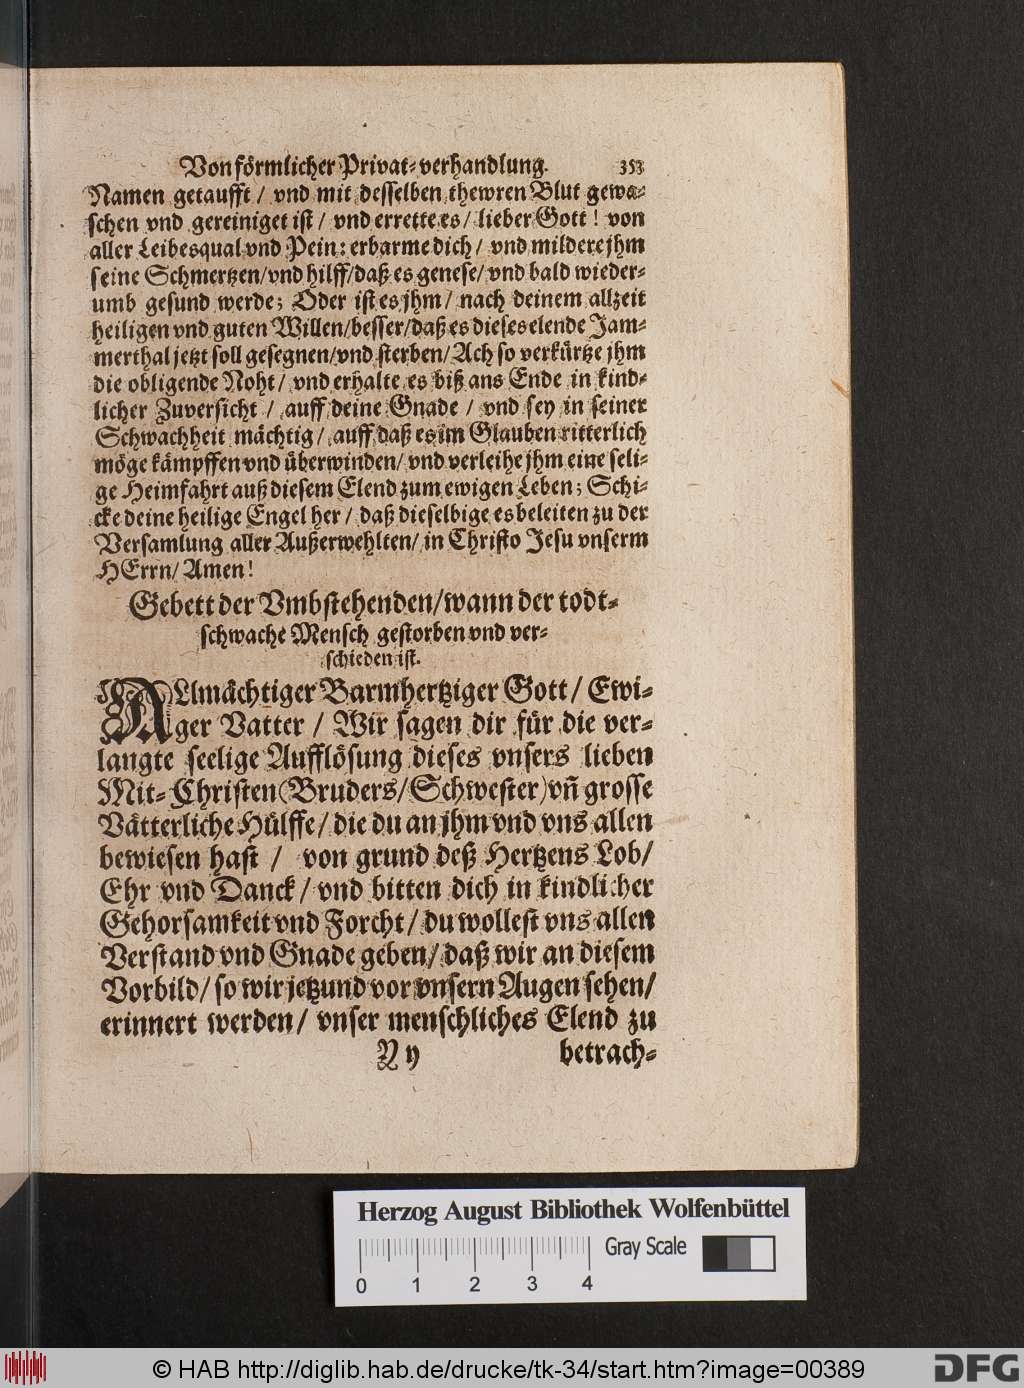 Von förmlicher Privat-verhandlung. 353
Namen getaufft / vnd mit desselben thewren Blut gewa-
schen vnd gereiniget ist / vnd errette es / lieber Gott! von
aller Leibesqual vnd Pein: erbarme dich / vnd mildere jhm
seine Schmertzen / vnd hilff / daß es genese / vnd bald wieder-
umb gesund werde; Oder ist es jhm / nach deinem allzeit
heiligen vnd guten Willen / besser / daß es dieses elende Jam-
merthal jetzt soll gesegnen / vnd sterben / Ach so verkürtze jhm
die obligende Noht / vnd erhalte es biß ans Ende in kind-
licher Zuversicht / auff deine Gnade / vnd sey in seiner
Schwachheit mächtig / auff daß es im Glauben ritterlich
möge kämpffen vnd überwinden / vnd verleihe jhm eine seli-
ge Heimfahrt auß diesem Elend zum ewigen Leben; Schi-
cke deine heilige Engel her / daß dieselbige es beleiten zu der
Versamlung aller Außerwehlten / in Christo Jesu vnserm
HErrn / Amen!
Gebett der Vmbstehenden / wann der todt-
schwache Mensch gestorben vnd ver-
schieden ist.
ALlmächtiger Barmhertziger Gott / Ewi-
ger Vatter / Wir sagen dir für die ver-
langte seelige Aufflösung dieses vnsers lieben
Mit-Christen (Bruders / Schwester) vñ grosse
Vätterliche Hülffe / die du an jhm vnd vns allen
bewiesen hast / von grund deß Hertzens Lob /
Ehr vnd Danck / vnd bitten dich in kindlicher
Gehorsamkeit vnd Forcht / du wollest vns allen
Verstand vnd Gnade geben / daß wir an diesem
Vorbild / so wir jetzund vor vnsern Augen sehen /
erinnert werden / vnser menschliches Elend zu
Y y betrach-
Herzog August Bibliothek Wolfenbüttel
Gray Scale
0 1 2 3 4
© HAB http://diglib.hab.de/drucke/tk-34/start.htm?image=00389 DFG